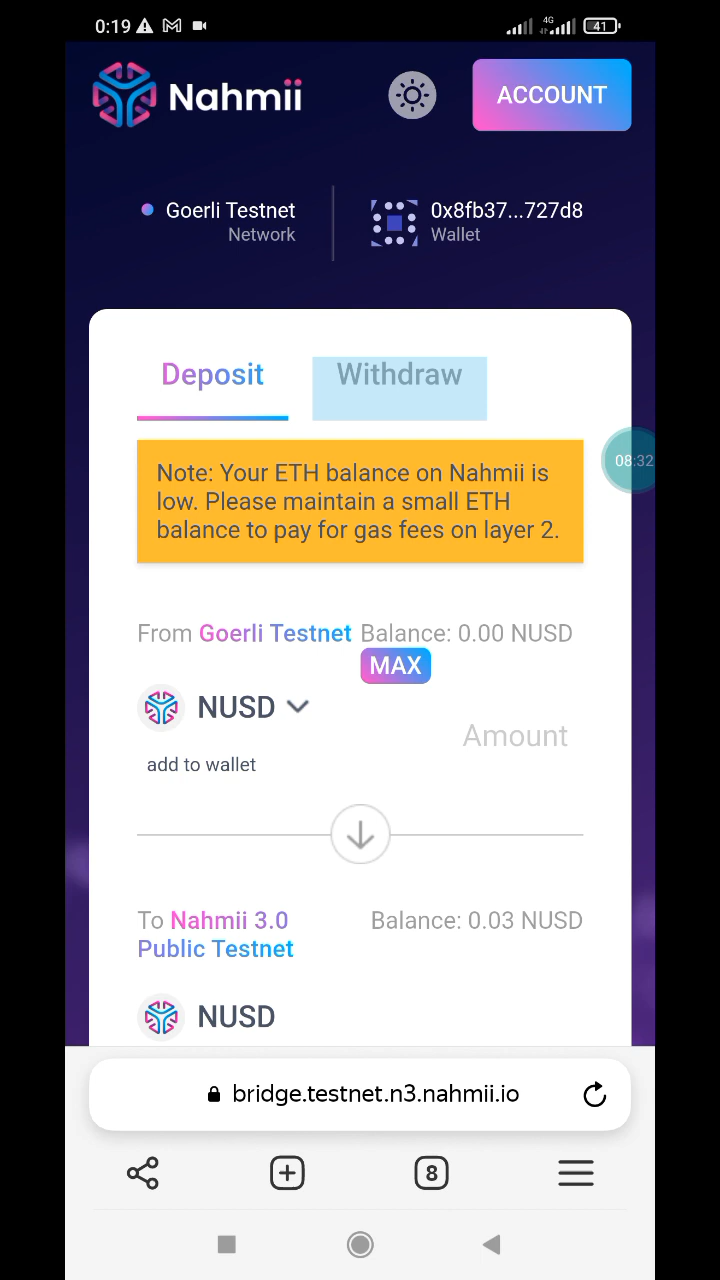 0:19 4G 41
Nahmii ACCOUNT
Goerli Testnet 0x8fb37...727d8
Network Wallet
Deposit Withdraw
08:32
Note: Your ETH balance on Nahmii is
low. Please maintain a small ETH
balance to pay for gas fees on layer 2.
From Goerli Testnet Balance: 0.00 NUSD
MAX
NUSD
Amount
add to wallet
To Nahmii 3.0 Balance: 0.03 NUSD
Public Testnet
NUSD
bridge.testnet.n3.nahmii.io
8